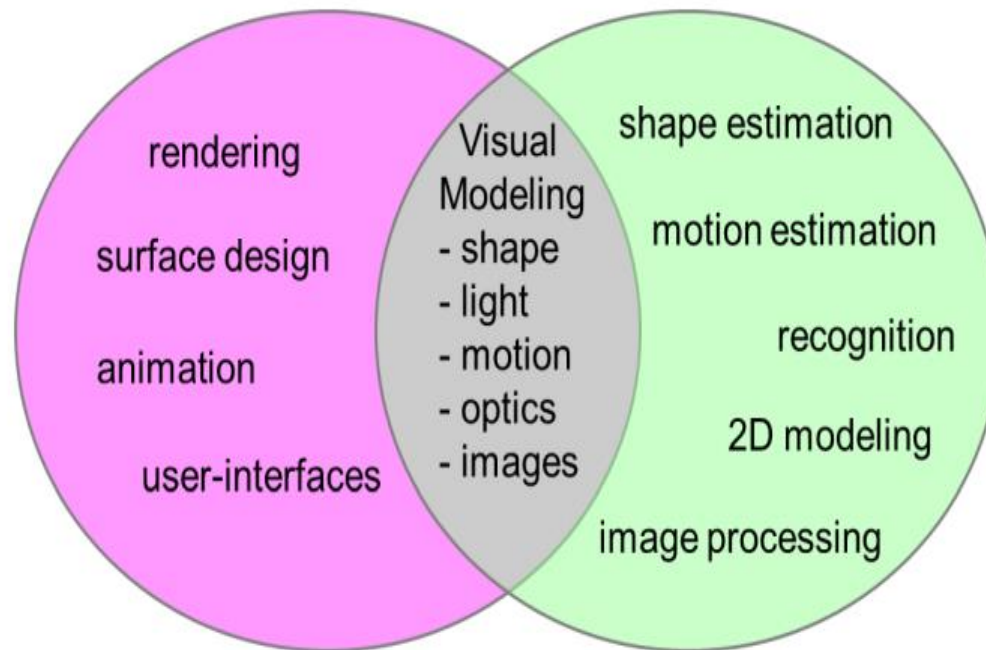 rendering
surface design
animation
user-interfaces
Visual
Modeling
- shape
- light
- motion
- optics
- images
shape estimation
motion estimation
recognition
2D modeling
image processing